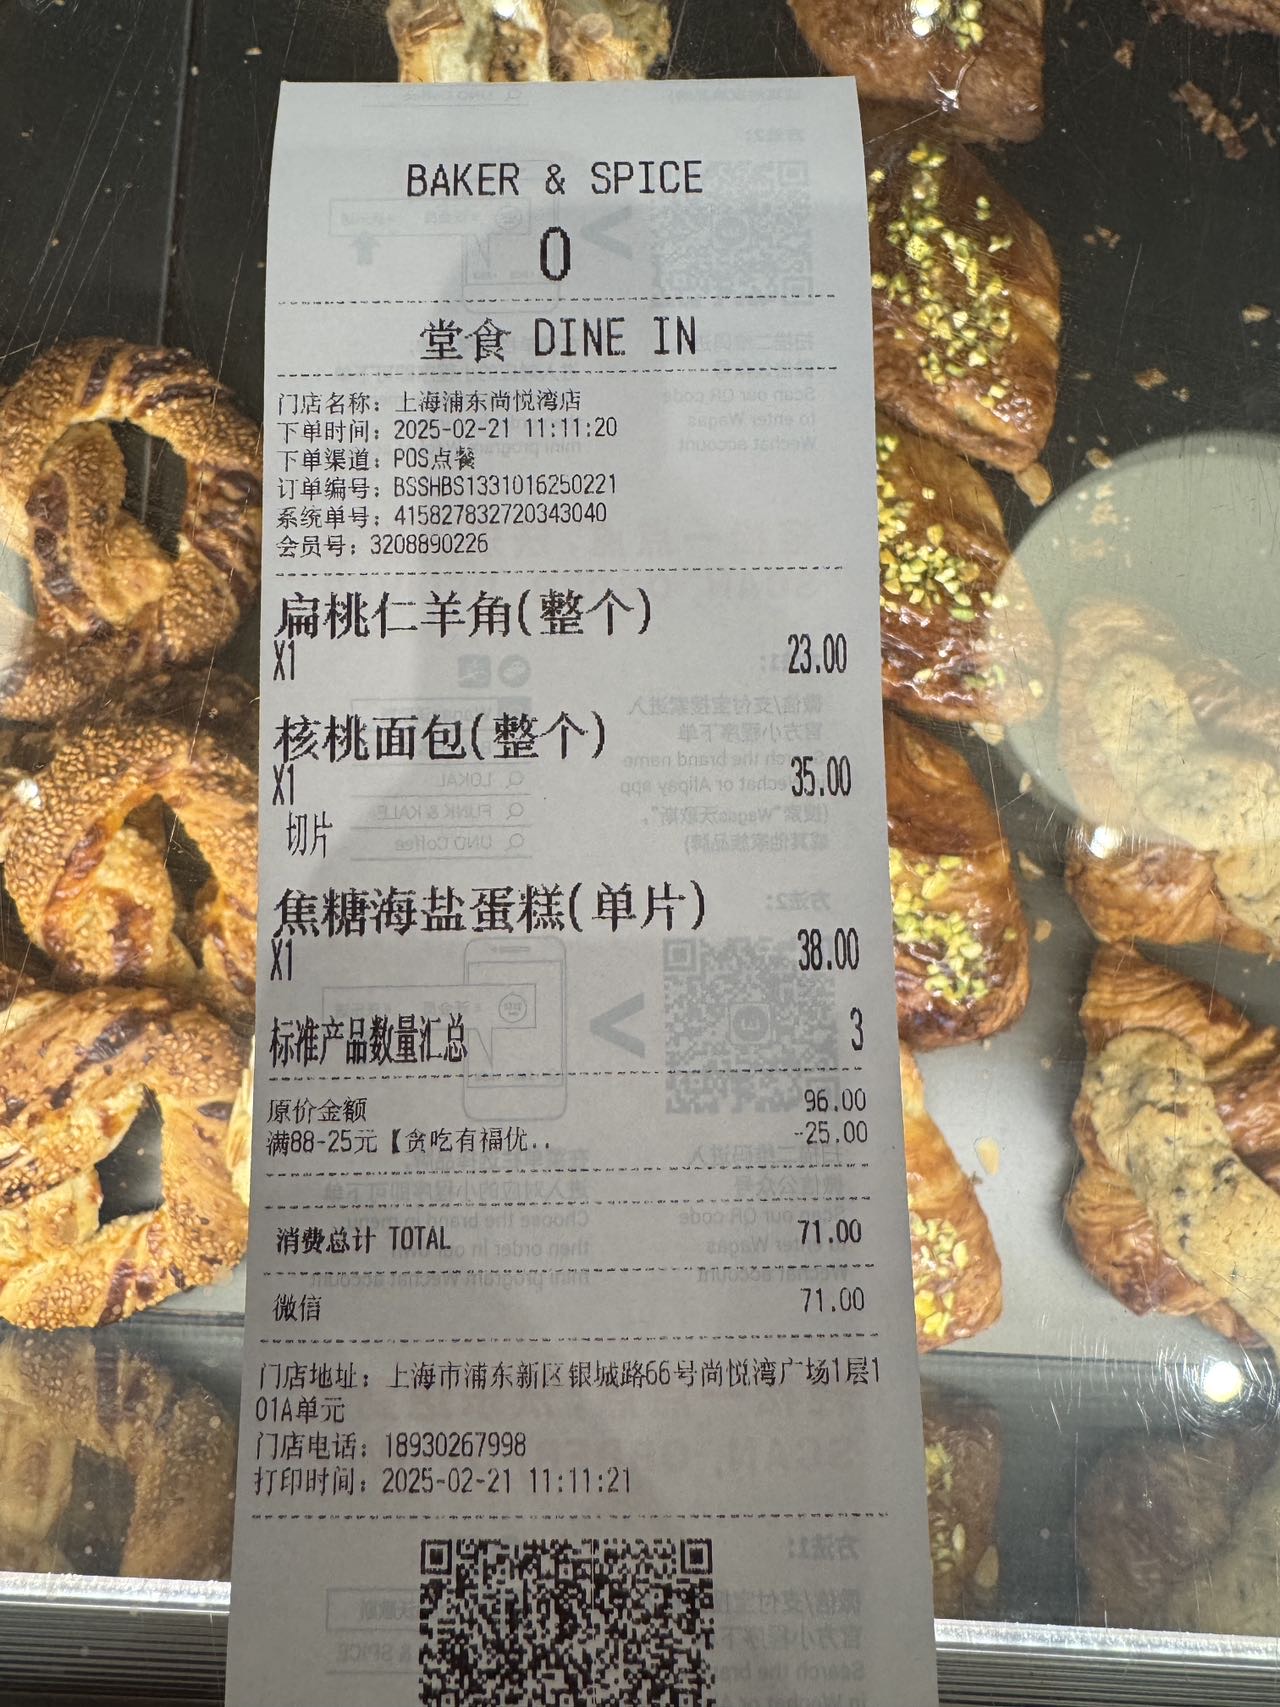 BAKER & SPICE
0
堂食 DINE IN
门店名称：上海浦东尚悦湾店
下单时间：2025-02-21 11:11:20
下单渠道：POS点餐
订单编号：BSSHBS1331016250221
系统单号：415827832720343040
会员号：3208890226
扁桃仁羊角(整个)
X1 23.00
核桃面包(整个)
X1 35.00
切片
焦糖海盐蛋糕(单片)
X1 38.00
标准产品数量汇总 3
原价金额 96.00
满88-25元【贪吃有福优.. -25.00
消费总计 TOTAL 71.00
微信 71.00
门店地址：上海市浦东新区银城路66号尚悦湾广场1层1
01A单元
门店电话：18930267998
打印时间：2025-02-21 11:11:21